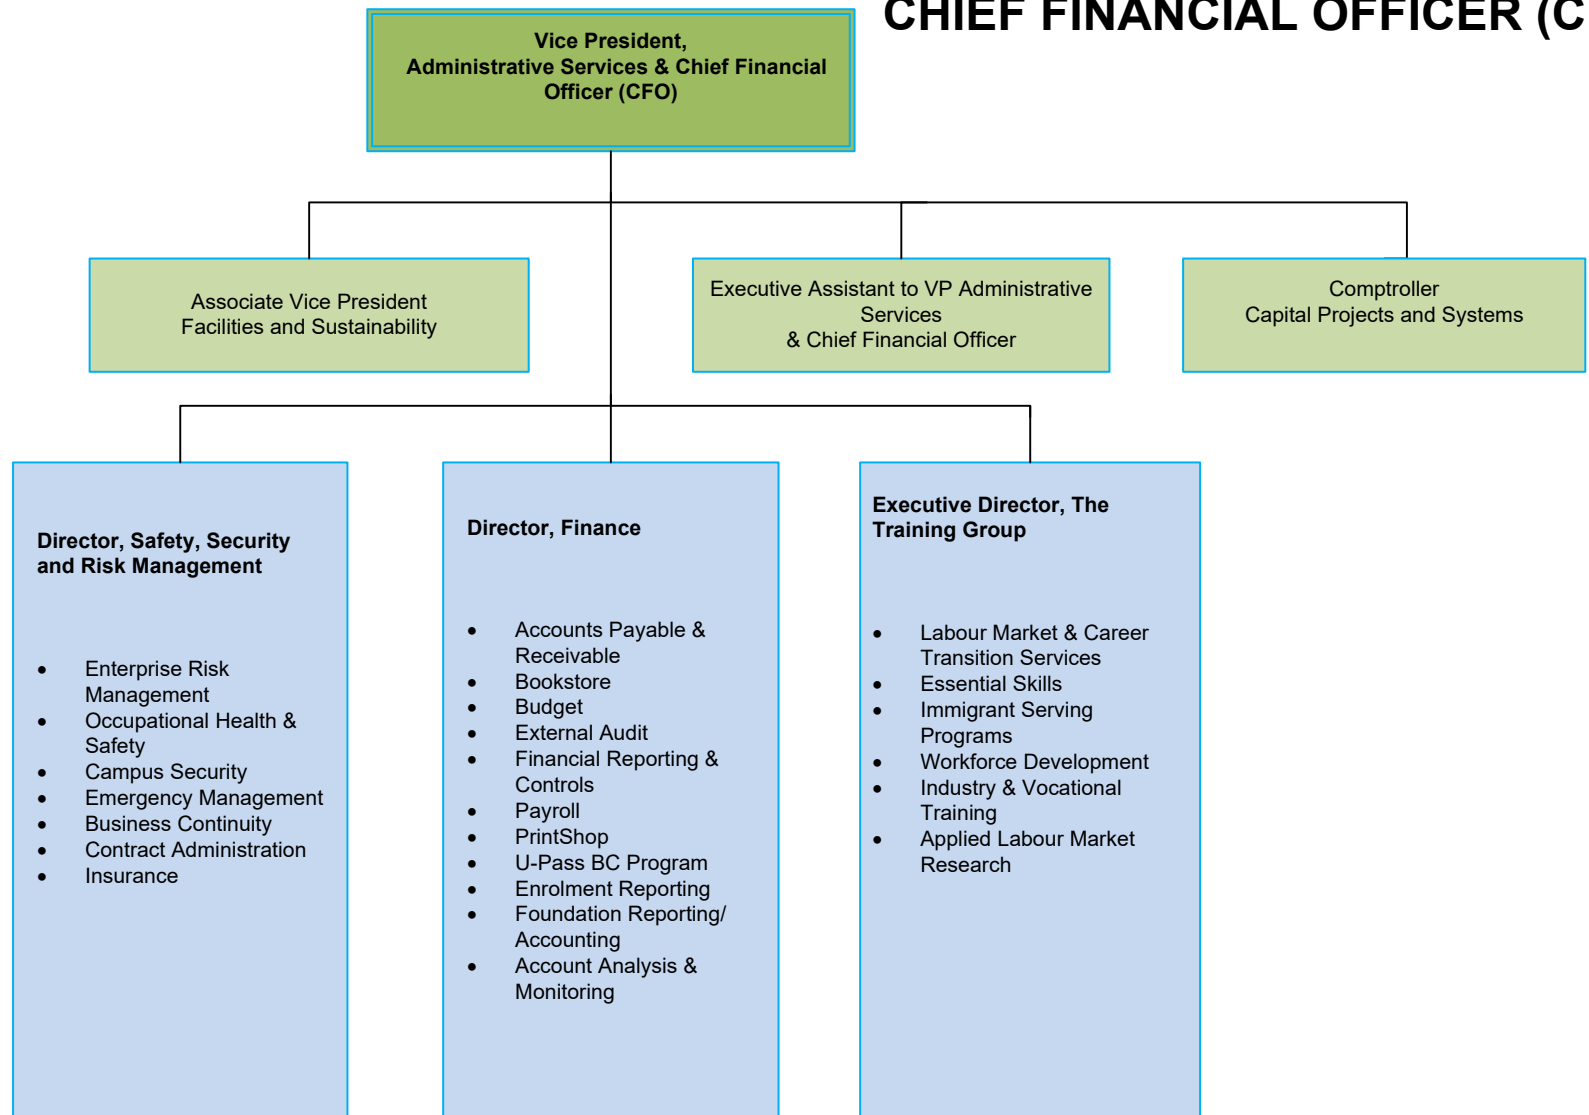 CHIEF FINANCIAL OFFICER (C
Vice President,
Administrative Services & Chief Financial
Officer (CFO)
Associate Vice President
Facilities and Sustainability
Executive Assistant to VP Administrative
Services
& Chief Financial Officer
Comptroller
Capital Projects and Systems
Director, Safety, Security
and Risk Management
• Enterprise Risk
Management
• Occupational Health &
Safety
• Campus Security
• Emergency Management
• Business Continuity
• Contract Administration
• Insurance
Director, Finance
• Accounts Payable &
Receivable
• Bookstore
• Budget
• External Audit
• Financial Reporting &
Controls
• Payroll
• PrintShop
• U-Pass BC Program
• Enrolment Reporting
• Foundation Reporting/
Accounting
• Account Analysis &
Monitoring
Executive Director, The
Training Group
• Labour Market & Career
Transition Services
• Essential Skills
• Immigrant Serving
Programs
• Workforce Development
• Industry & Vocational
Training
• Applied Labour Market
Research